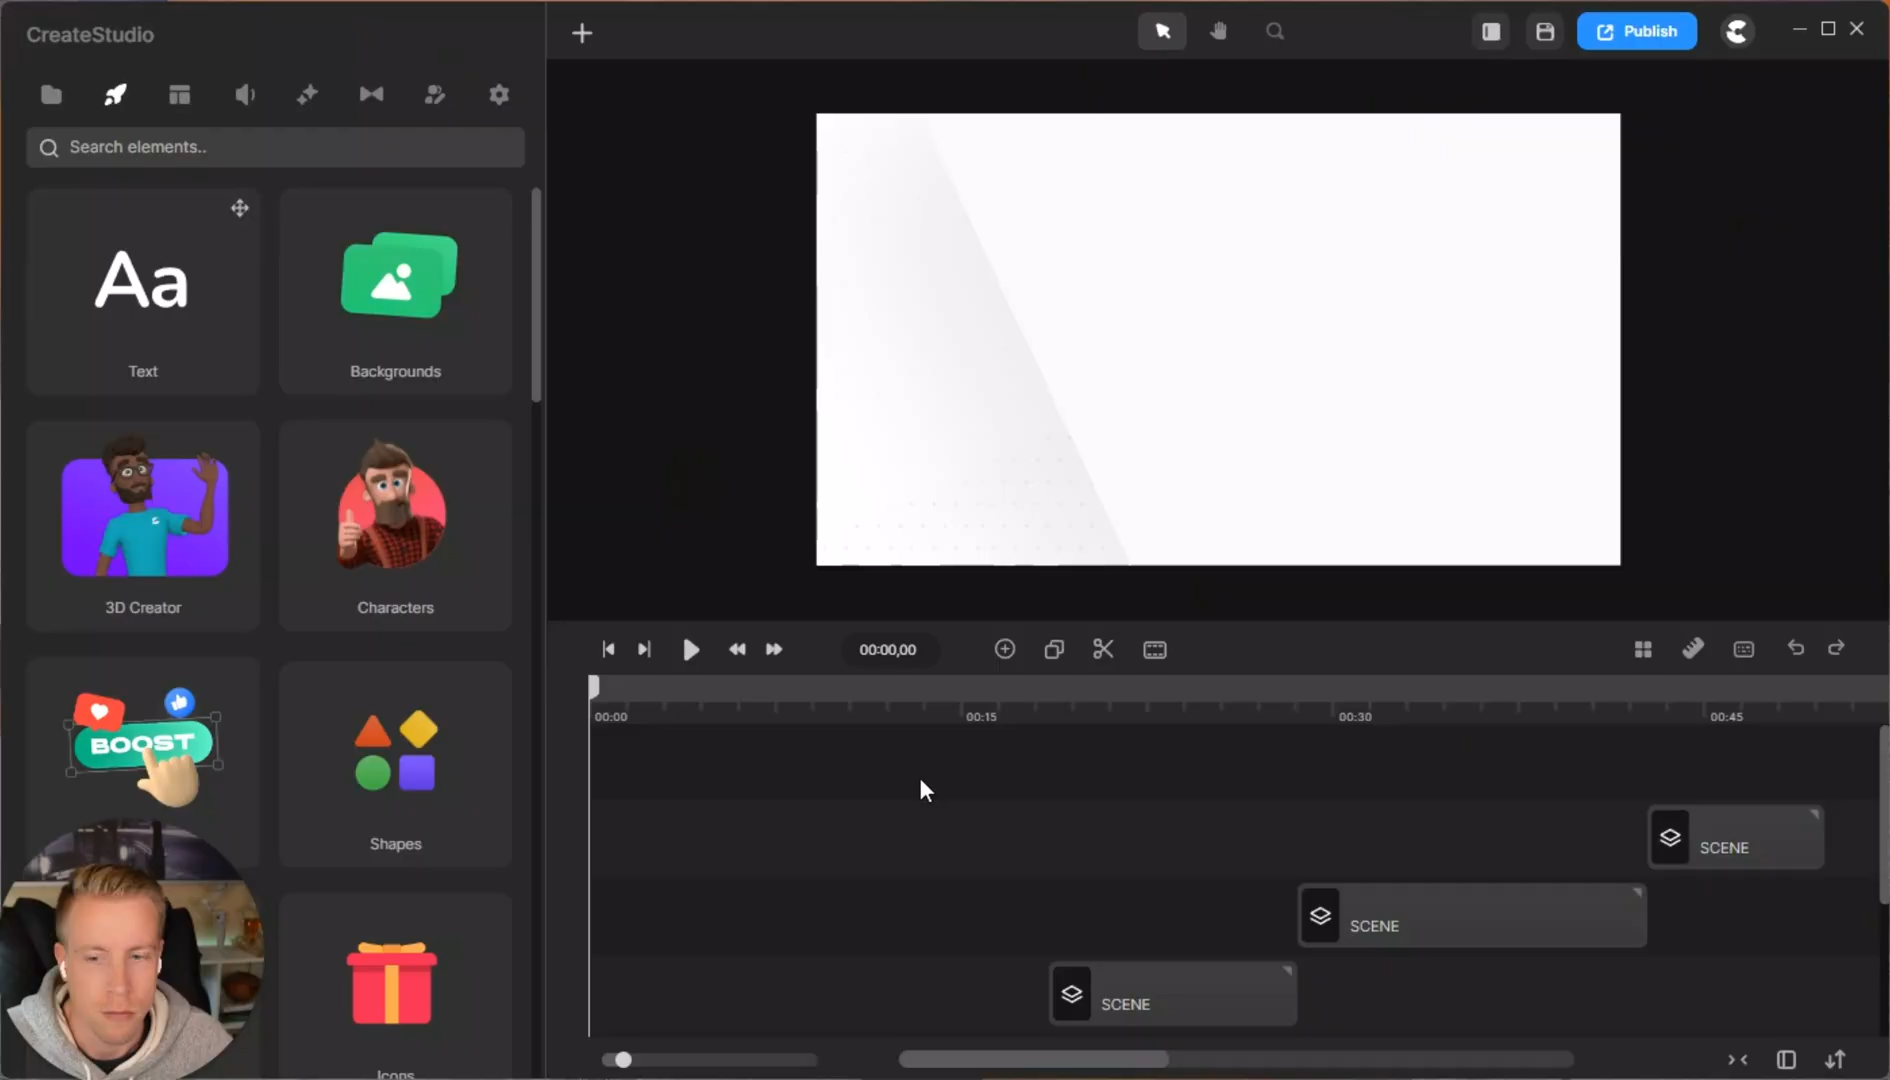 CreateStudio
Publish
Search elements..
Aa
Text
Backgrounds
3D Creator
Characters
BOOST
Shapes
Icons
00:00,00
00:00
00:15
00:30
00:45
SCENE
SCENE
SCENE